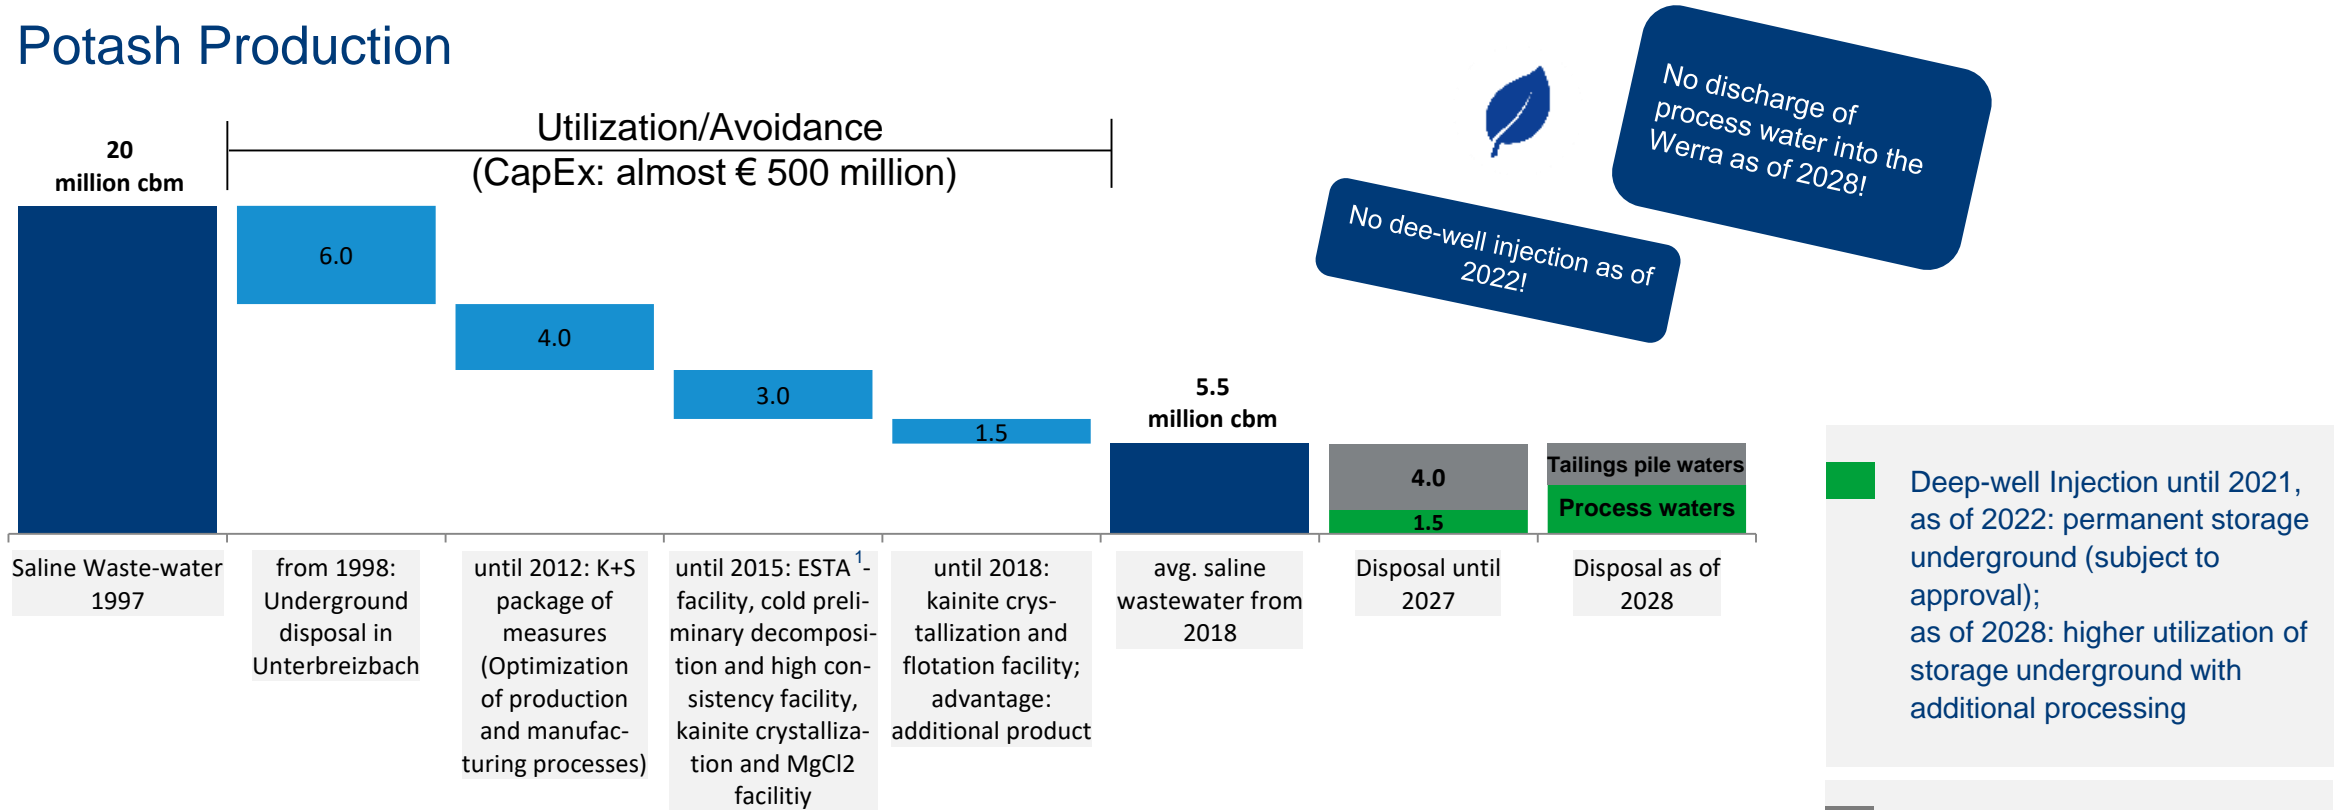 Potash Production
20
million cbm
Utilization/Avoidance
(CapEx: almost € 500 million)
No discharge of
process water into the
Werra as of 2028!
No dee-well injection as of
2022!
6.0
4.0
3.0
1.5
5.5
million cbm
4.0
1.5
Tailings pile waters
Process waters
Saline Waste-water
1997
from 1998:
Underground
disposal in
Unterbreizbach
until 2012: K+S
package of
measures
(Optimization
of production
and manufac-
turing processes)
until 2015: ESTA 1-
facility, cold preli-
minary decomposi-
tion and high con-
sistency facility,
kainite crystalliza-
tion and MgCl2
facilitiy
until 2018:
kainite crys-
tallization and
flotation facility;
advantage:
additional product
avg. saline
wastewater from
2018
Disposal until
2027
Disposal as of
2028
Deep-well Injection until 2021,
as of 2022: permanent storage
underground (subject to
approval);
as of 2028: higher utilization of
storage underground with
additional processing